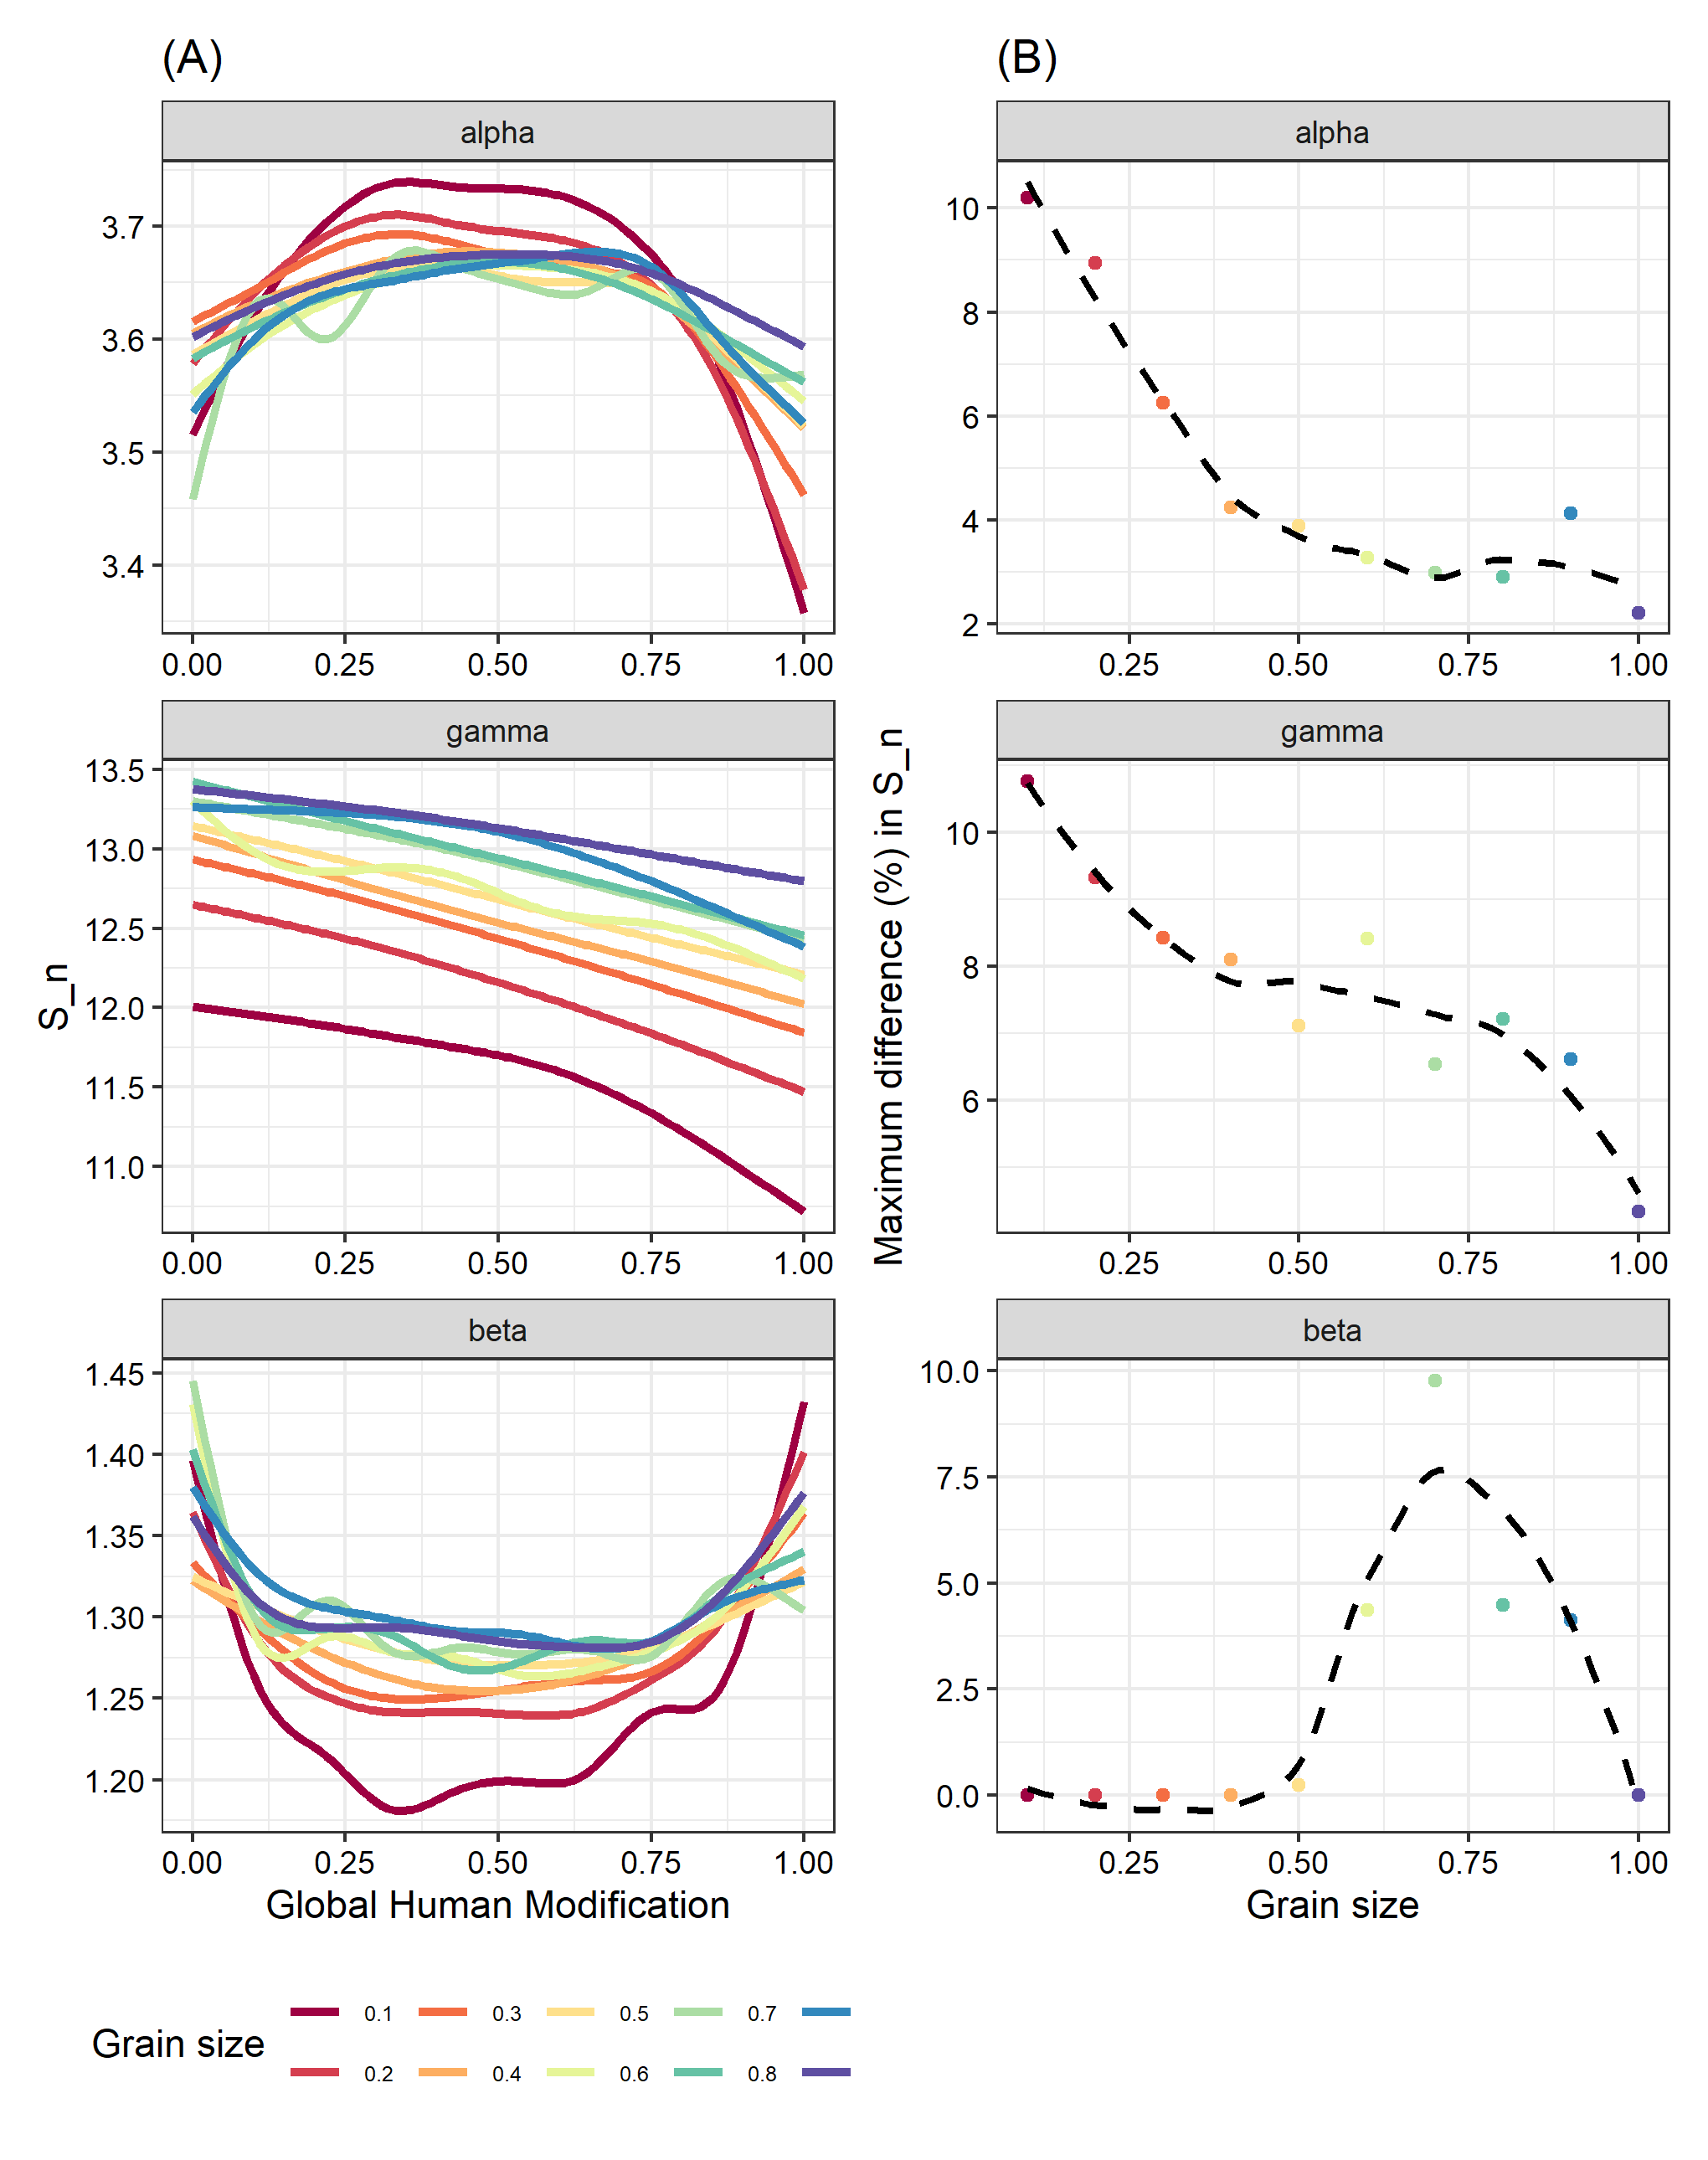 (A)
(B)
alpha
alpha
3.7
3.6
3.5
3.4
0.00 0.25 0.50 0.75 1.00
10
8
6
4
2
0.25 0.50 0.75 1.00
gamma
gamma
S_n
13.5
13.0
12.5
12.0
11.5
11.0
0.00 0.25 0.50 0.75 1.00
Maximum difference (%) in S_n
10
8
6
0.25 0.50 0.75 1.00
beta
beta
1.45
1.40
1.35
1.30
1.25
1.20
0.00 0.25 0.50 0.75 1.00
Global Human Modification
10.0
7.5
5.0
2.5
0.0
0.25 0.50 0.75 1.00
Grain size
Grain size
0.1 0.3 0.5 0.7
0.2 0.4 0.6 0.8